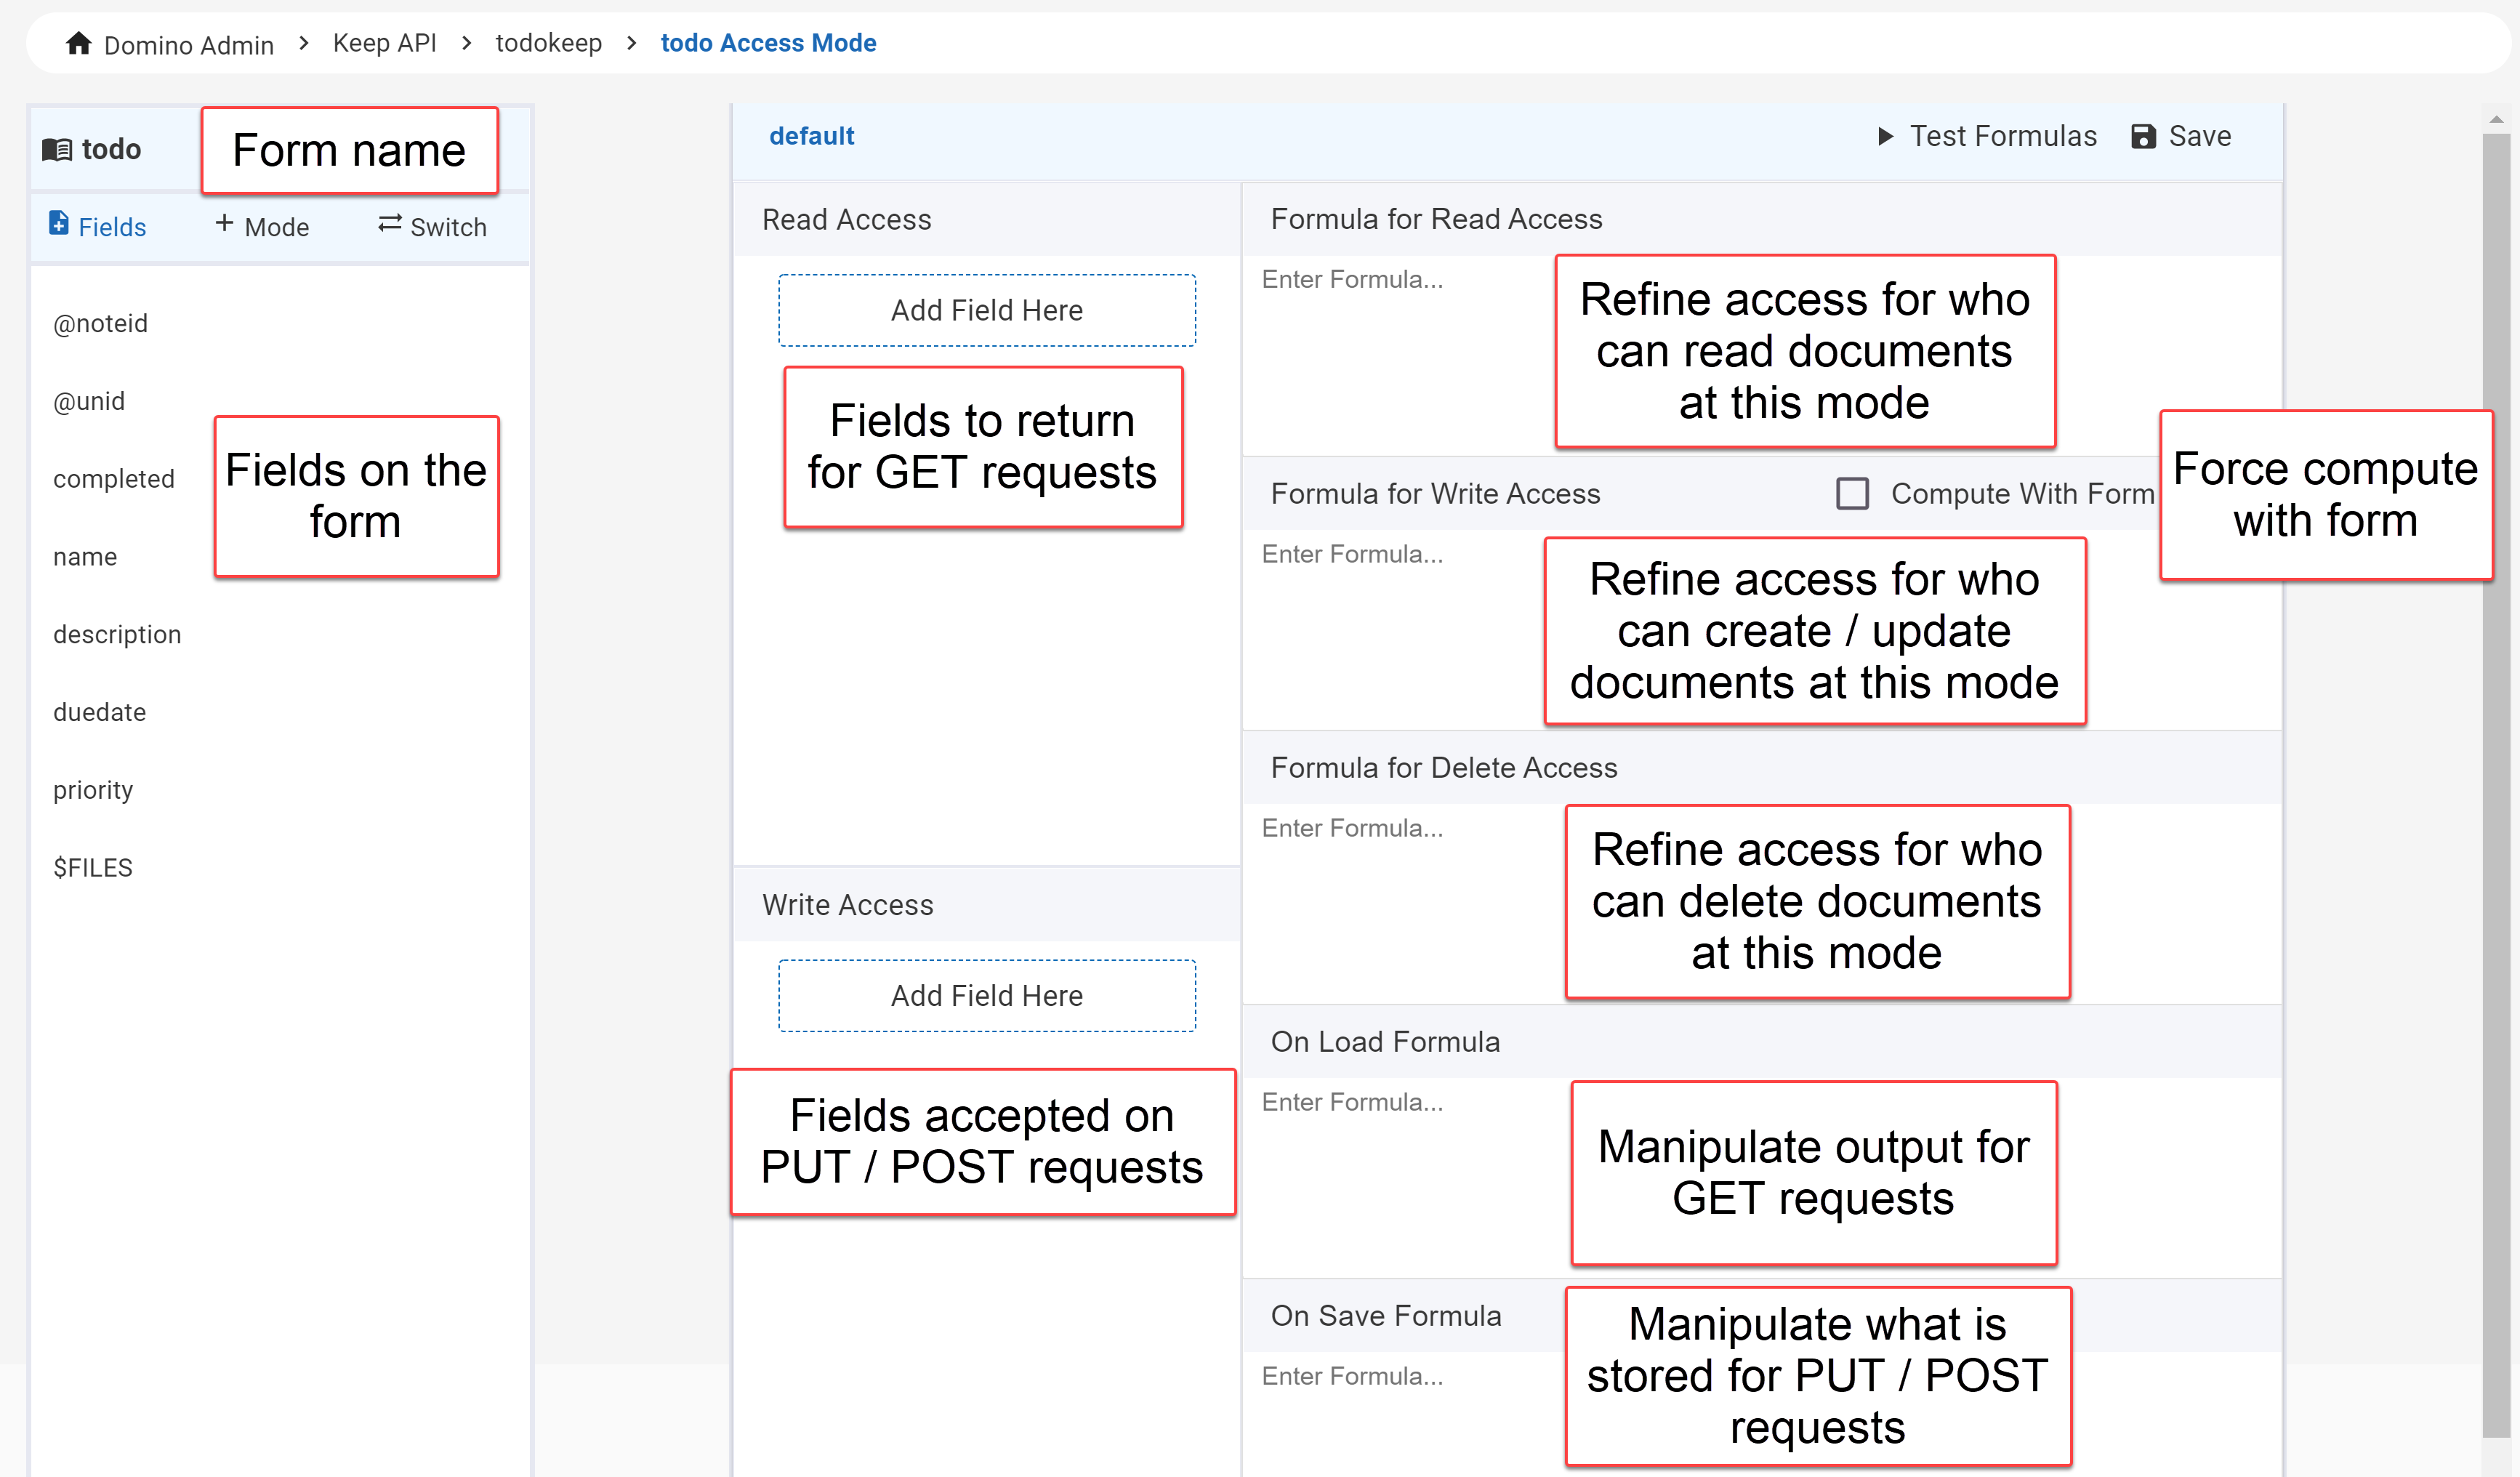 Domino Admin > Keep API > todokeep > todo Access Mode
todo
Form name
Fields
+ Mode
Switch
@noteid
@unid
completed
name
description
duedate
priority
$FILES
Fields on the
form
default
Test Formulas
Save
Read Access
Add Field Here
Fields to return
for GET requests
Write Access
Add Field Here
Fields accepted on
PUT / POST requests
Formula for Read Access
Enter Formula...
Refine access for who
can read documents
at this mode
Formula for Write Access
Compute With Form
Force compute
with form
Enter Formula...
Refine access for who
can create / update
documents at this mode
Formula for Delete Access
Enter Formula...
Refine access for who
can delete documents
at this mode
On Load Formula
Enter Formula...
Manipulate output for
GET requests
On Save Formula
Enter Formula...
Manipulate what is
stored for PUT / POST
requests